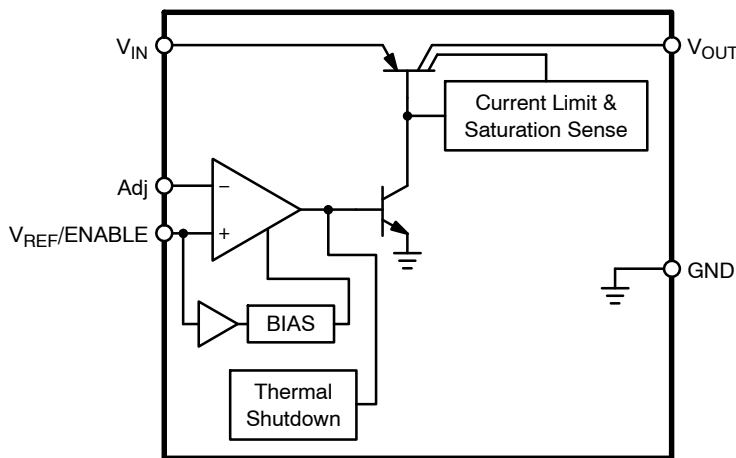 V_IN
V_OUT
Current Limit &
Saturation Sense
Adj
−
V_REF/ENABLE
+
GND
BIAS
Thermal
Shutdown